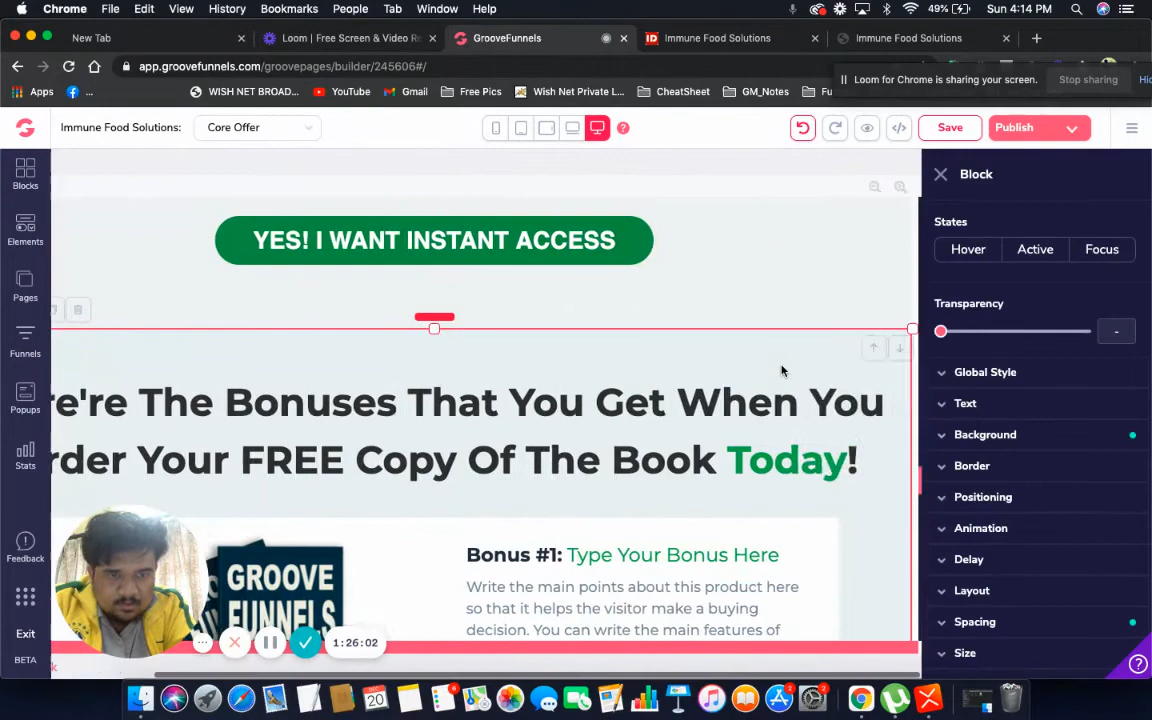 Chrome File Edit View History Bookmarks People Tab Window Help 49% Sun 4:14 PM
New Tab Loom | Free Screen & Video Re GrooveFunnels Immune Food Solutions Immune Food Solutions
app.groovefunnels.com/groovepages/builder/245606#/
Loom for Chrome is sharing your screen. Stop sharing
Apps ... WISH NET BROAD... YouTube Gmail Free Pics Wish Net Private L... CheatSheet GM_Notes
Immune Food Solutions: Core Offer Save Publish
Blocks
Elements
Pages
Funnels
Popups
Stats
Feedback
Exit
BETA
YES! I WANT INSTANT ACCESS
re're The Bonuses That You Get When You
rder Your FREE Copy Of The Book Today!
GROOVE
FUNNELS
Bonus #1: Type Your Bonus Here
Write the main points about this product here
so that it helps the visitor make a buying
decision. You can write the main features of
1:26:02
Block
States
Hover Active Focus
Transparency
-
Global Style
Text
Background
Border
Positioning
Animation
Delay
Layout
Spacing
Size